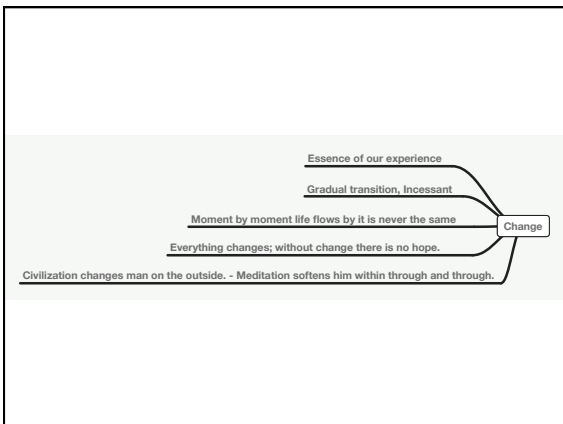 Essence of our experience
Gradual transition, Incessant
Moment by moment life flows by it is never the same
Change
Everything changes; without change there is no hope.
Civilization changes man on the outside. - Meditation softens him within through and through.